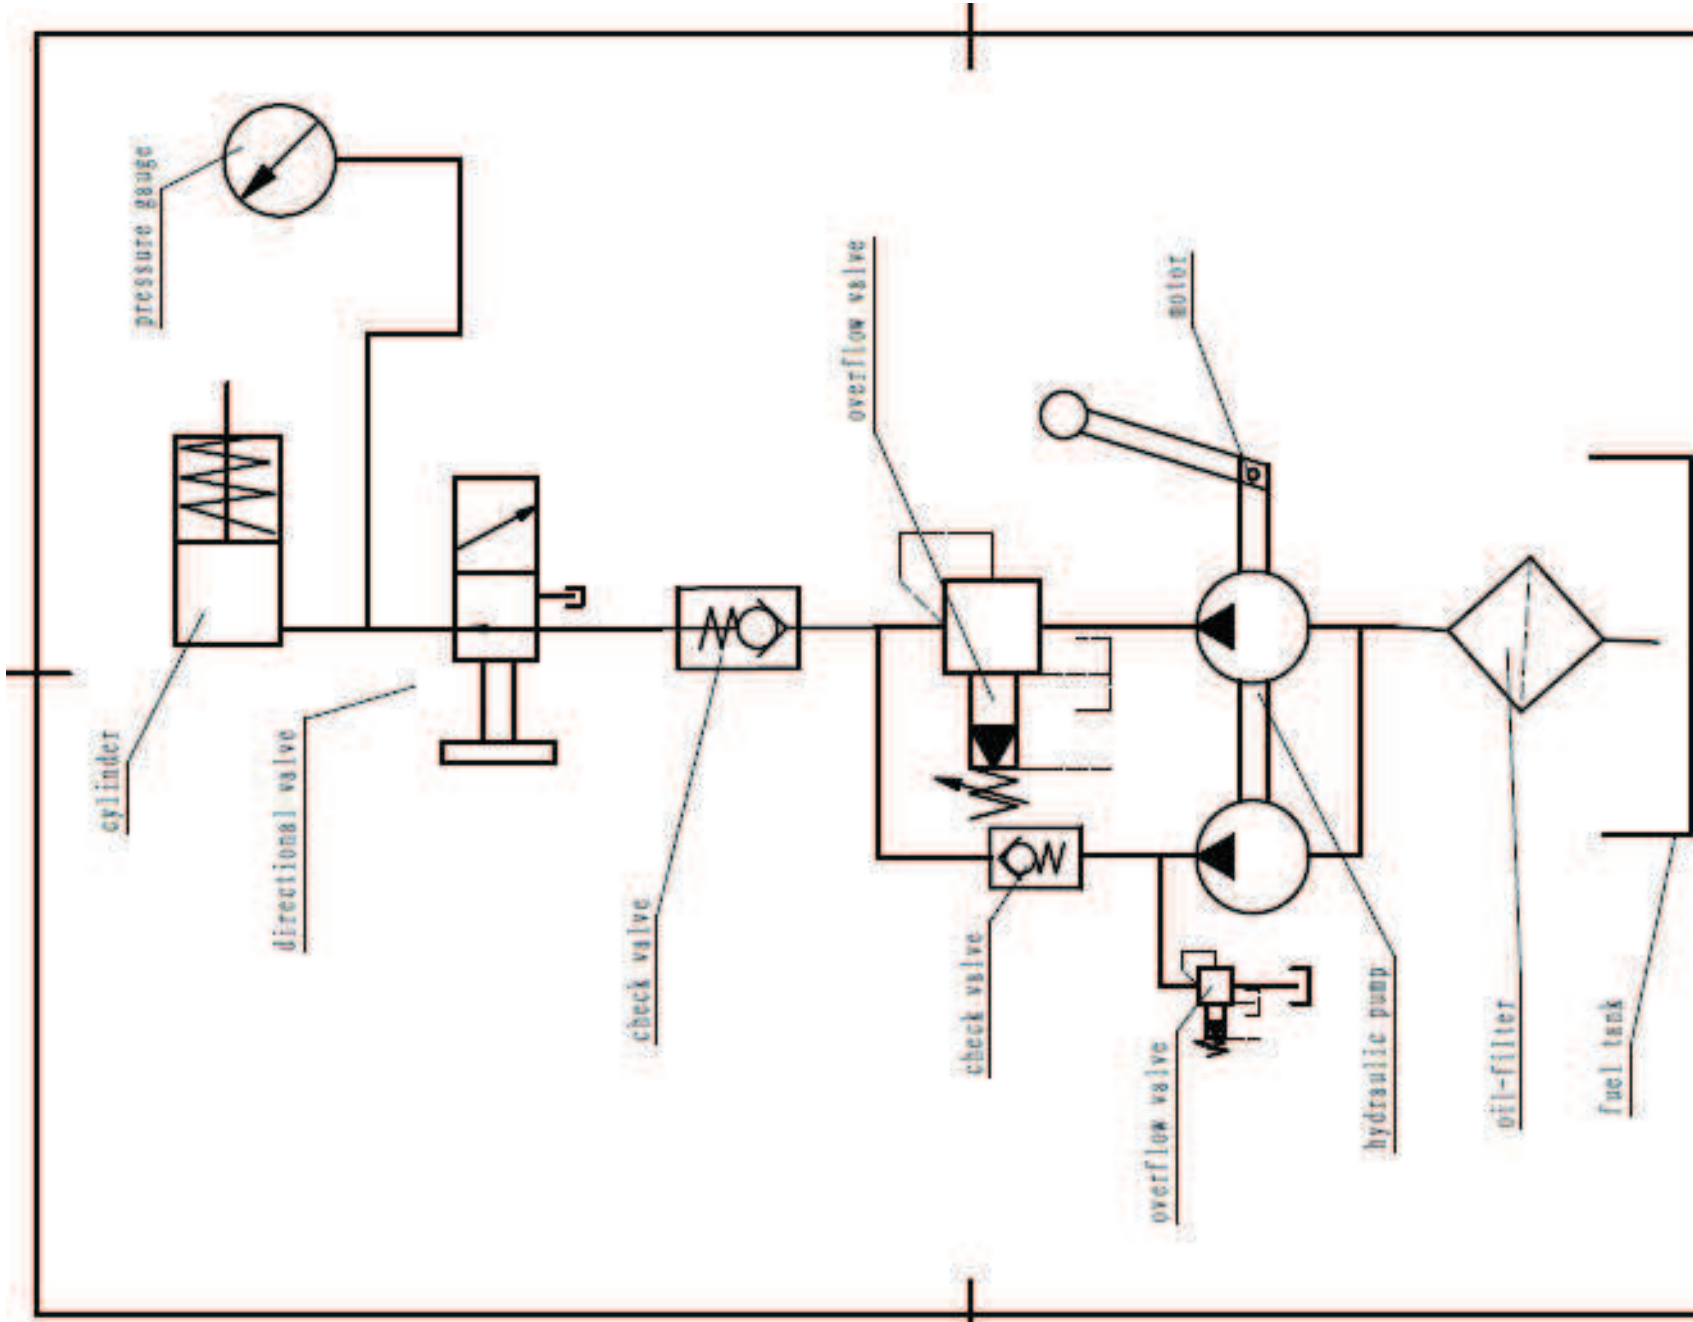 pressure gauge
cylinder
directional valve
check valve
overflow valve
check valve
motor
overflow valve
hydraulic pump
oil-filter
fuel tank